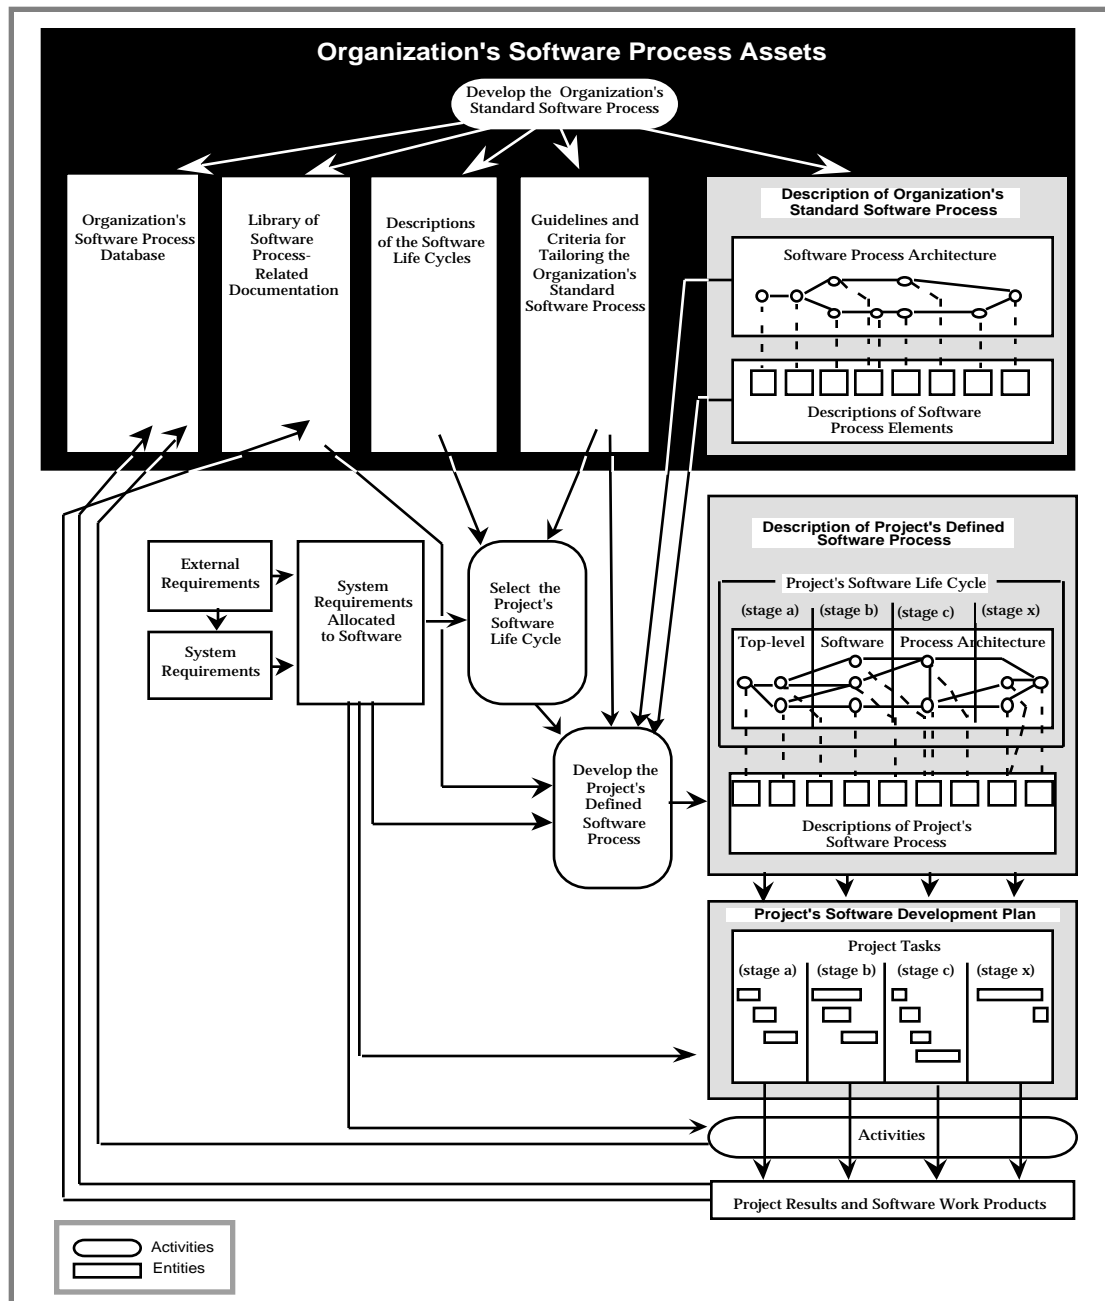 Organization's Software Process Assets
Develop the Organization's
Standard Software Process
Organization's
Software Process
Database
Library of
Software
Process-
Related
Documentation
Descriptions
of the Software
Life Cycles
Guidelines and
Criteria for
Tailoring the
Organization's
Standard
Software Process
Description of Organization's
Standard Software Process
Software Process Architecture
Descriptions of Software
Process Elements
External
Requirements
System
Requirements
System
Requirements
Allocated
to Software
Select the
Project's
Software
Life Cycle
Develop the
Project's
Defined
Software
Process
Description of Project's Defined
Software Process
Project's Software Life Cycle
(stage a) (stage b) (stage c) (stage x)
Top-level Software Process Architecture
Descriptions of Project's
Software Process
Project's Software Development Plan
Project Tasks
(stage a) (stage b) (stage c) (stage x)
Activities
Project Results and Software Work Products
Activities
Entities